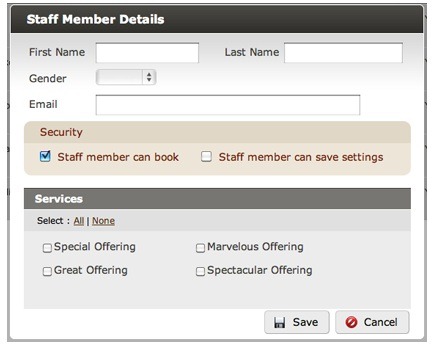 Staff Member Details
First Name Last Name
Gender
Email
Security
Staff member can book Staff member can save settings
Services
Select : All | None
Special Offering Marvelous Offering
Great Offering Spectacular Offering
Save Cancel